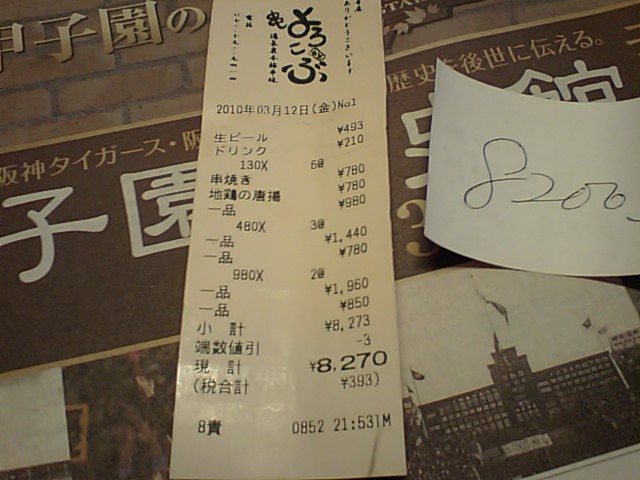 甲子園の
歴史を後世に伝える。
阪神タイガース・阪
子園
館
ありがとうございます
よろこぶ
電話
2010年03月12日(金)No1
¥493
生ビール ¥210
ドリンク
130X 6@
¥780
串焼き ¥780
地鶏の唐揚 ¥980
一品
480X 3@
¥1,440
一品 ¥780
一品
980X 2@
¥1,960
一品 ¥850
一品
小 計 ¥8,273
端数値引 -3
現 計 ¥8,270
(税合計 ¥393)
8責 0852 21:53TM
8200